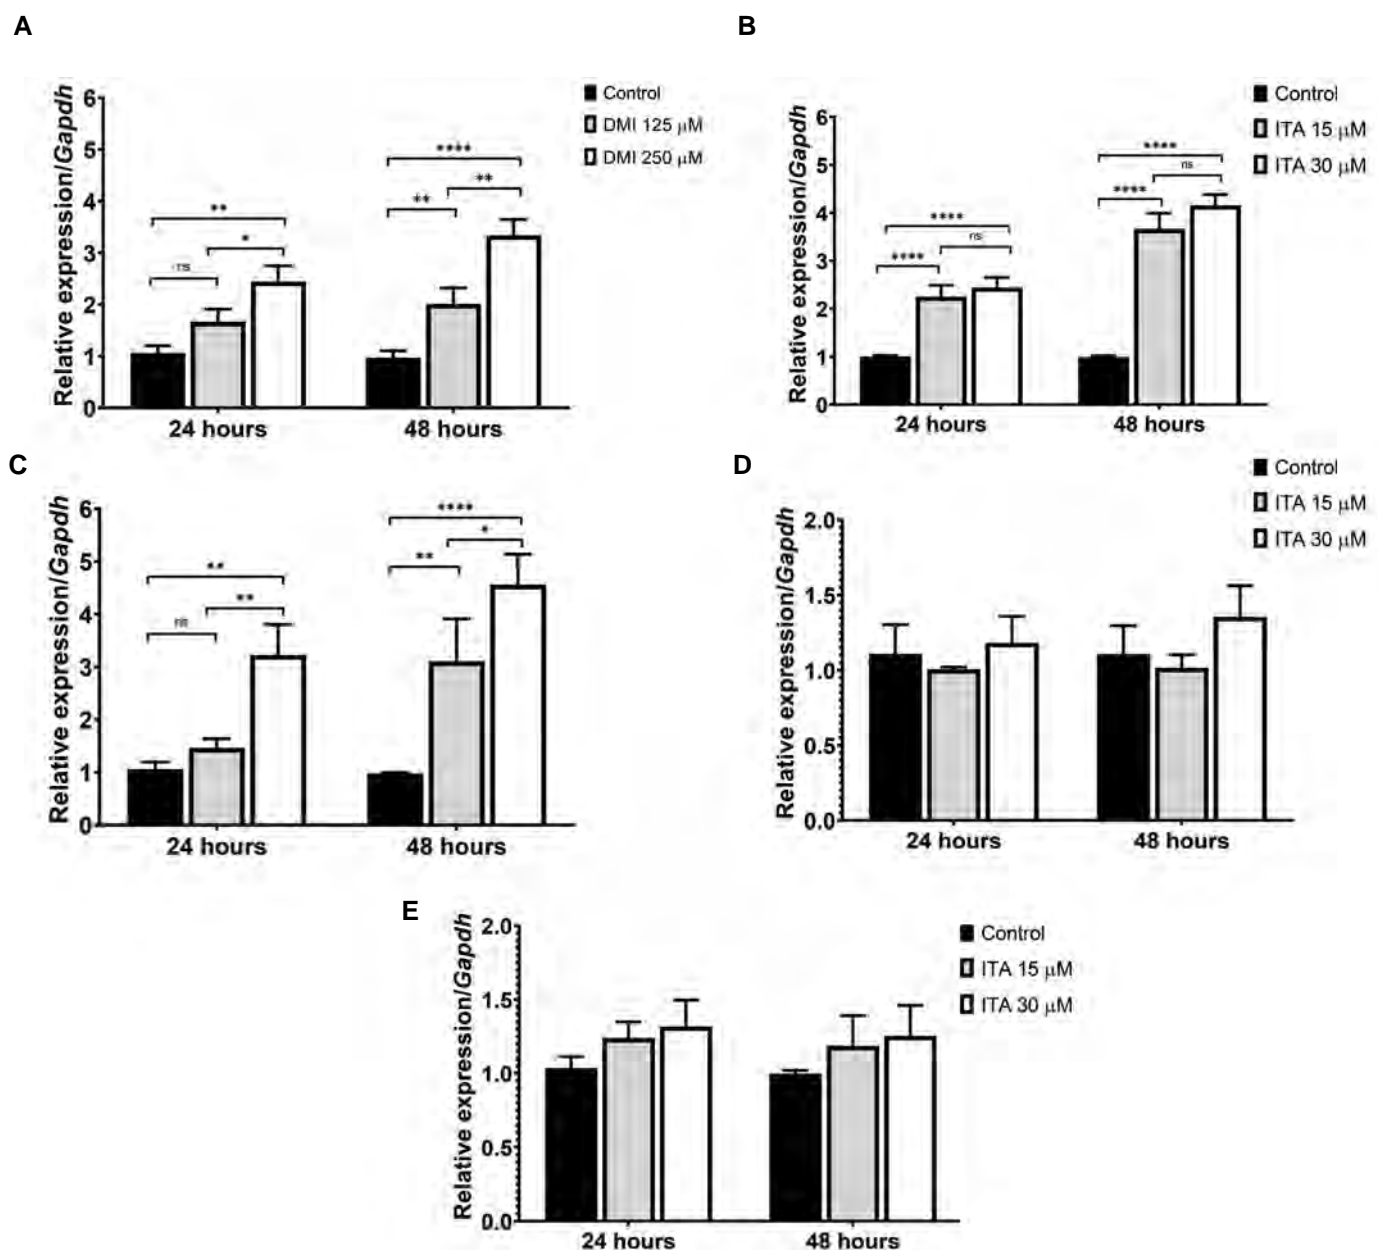 A
Relative expression/Gapdh
6
5
4
3
2
1
0
**
*
ns
****
**
**
24 hours
48 hours
Control
DMI 125 µM
DMI 250 µM
B
Relative expression/Gapdh
6
5
4
3
2
1
0
****
ns
****
****
ns
****
24 hours
48 hours
Control
ITA 15 µM
ITA 30 µM
C
Relative expression/Gapdh
6
5
4
3
2
1
0
**
**
ns
****
*
**
24 hours
48 hours
D
Relative expression/Gapdh
2.0
1.5
1.0
0.5
0.0
24 hours
48 hours
Control
ITA 15 µM
ITA 30 µM
E
Relative expression/Gapdh
2.0
1.5
1.0
0.5
0.0
24 hours
48 hours
Control
ITA 15 µM
ITA 30 µM